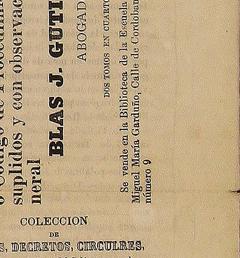 o Código de Procedimi
suplidos y con observac
neral
BLAS J. GUTI
ABOGAD
DOS TOMOS EN CUARTO
Se vende en la Biblioteca de la Escuela
Miguel María Garduño, Calle de Cordoban
número 9
COLECCION
DE
S, DECRETOS, CIRCULRES,